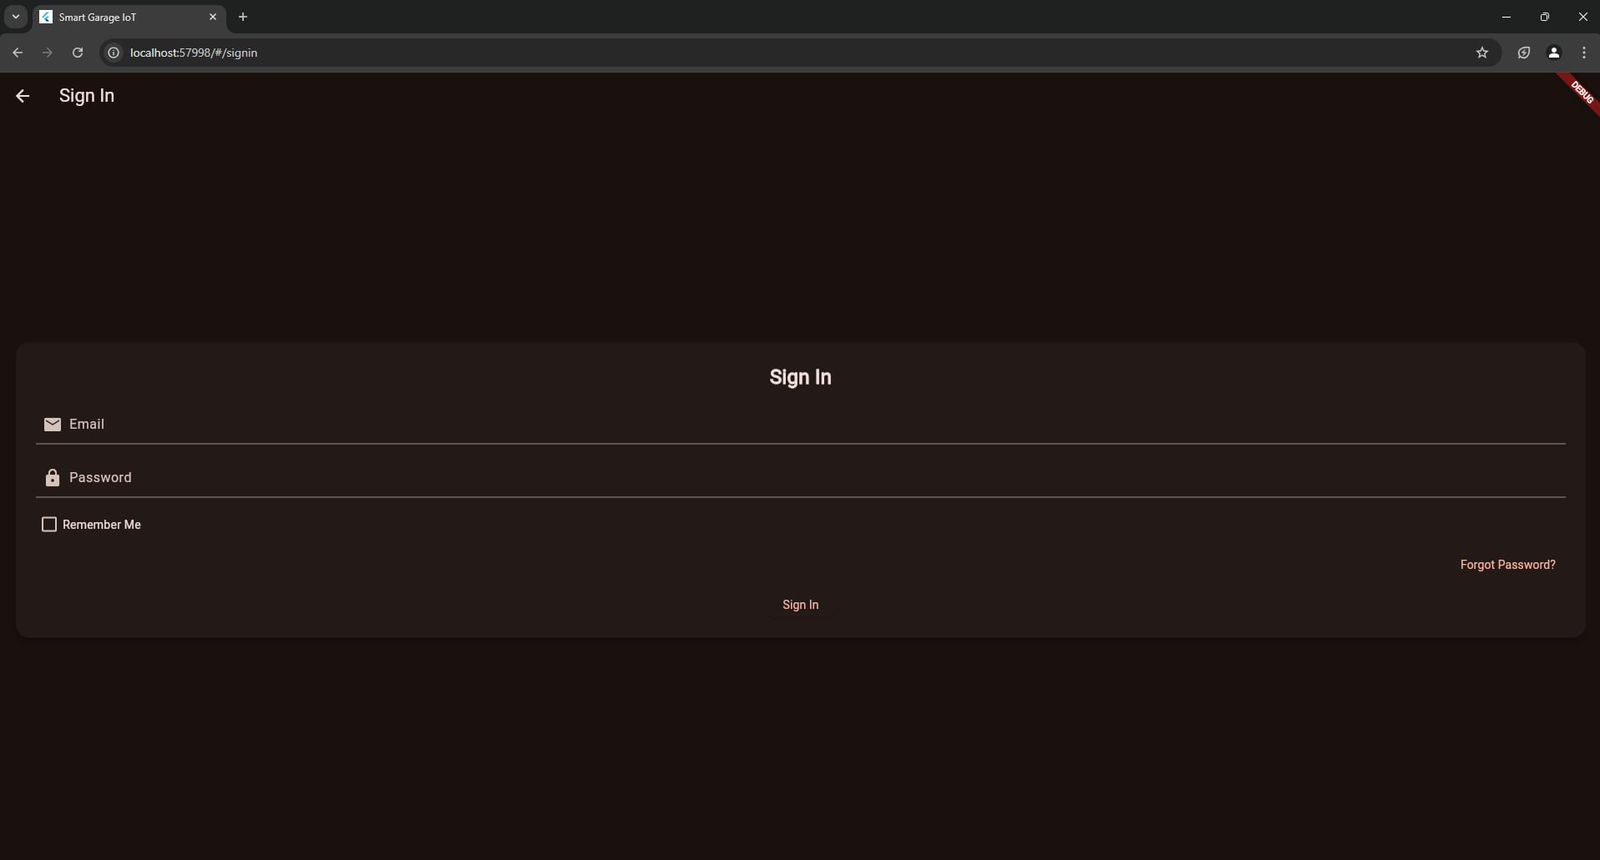 Smart Garage IoT
localhost:57998/#/signin
Sign In
DEBUG
Sign In
Email
Password
Remember Me
Forgot Password?
Sign In